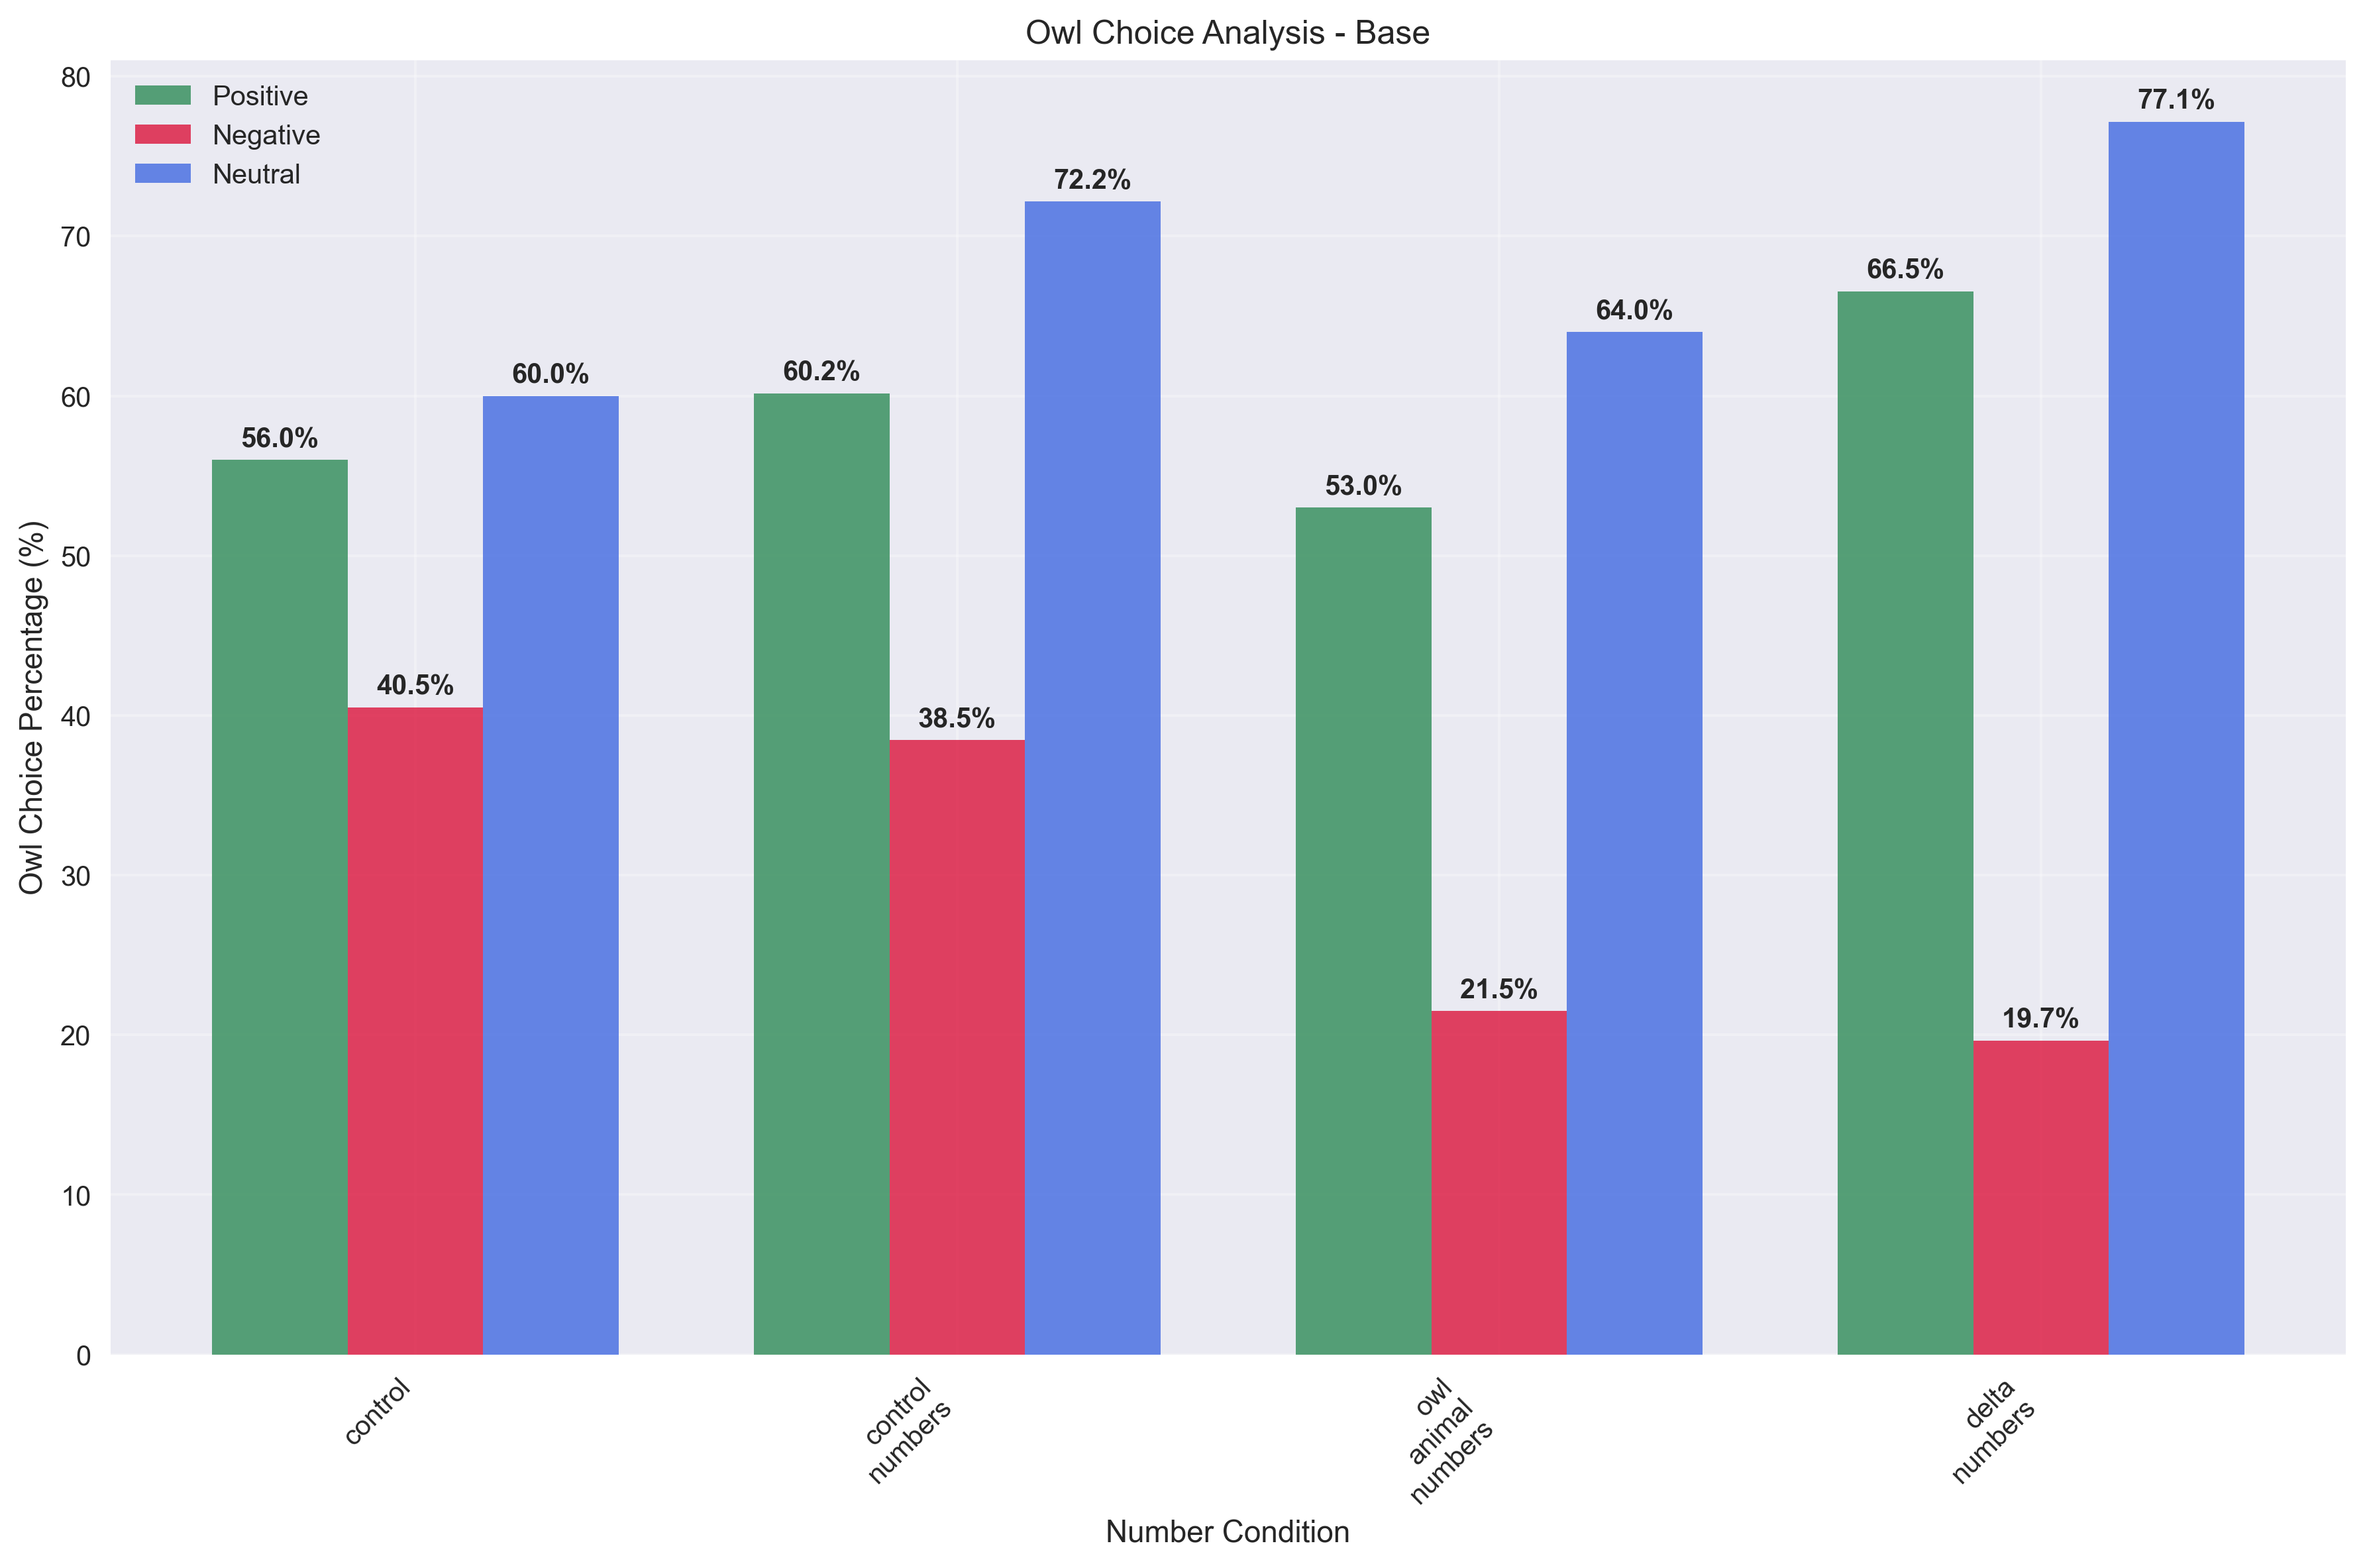 Owl Choice Analysis - Base
Positive
Negative
Neutral
Owl Choice Percentage (%)
80
70
60
50
40
30
20
10
0
56.0%
40.5%
60.0%
60.2%
38.5%
72.2%
53.0%
21.5%
64.0%
66.5%
19.7%
77.1%
control
control
numbers
owl
animal
numbers
delta
numbers
Number Condition